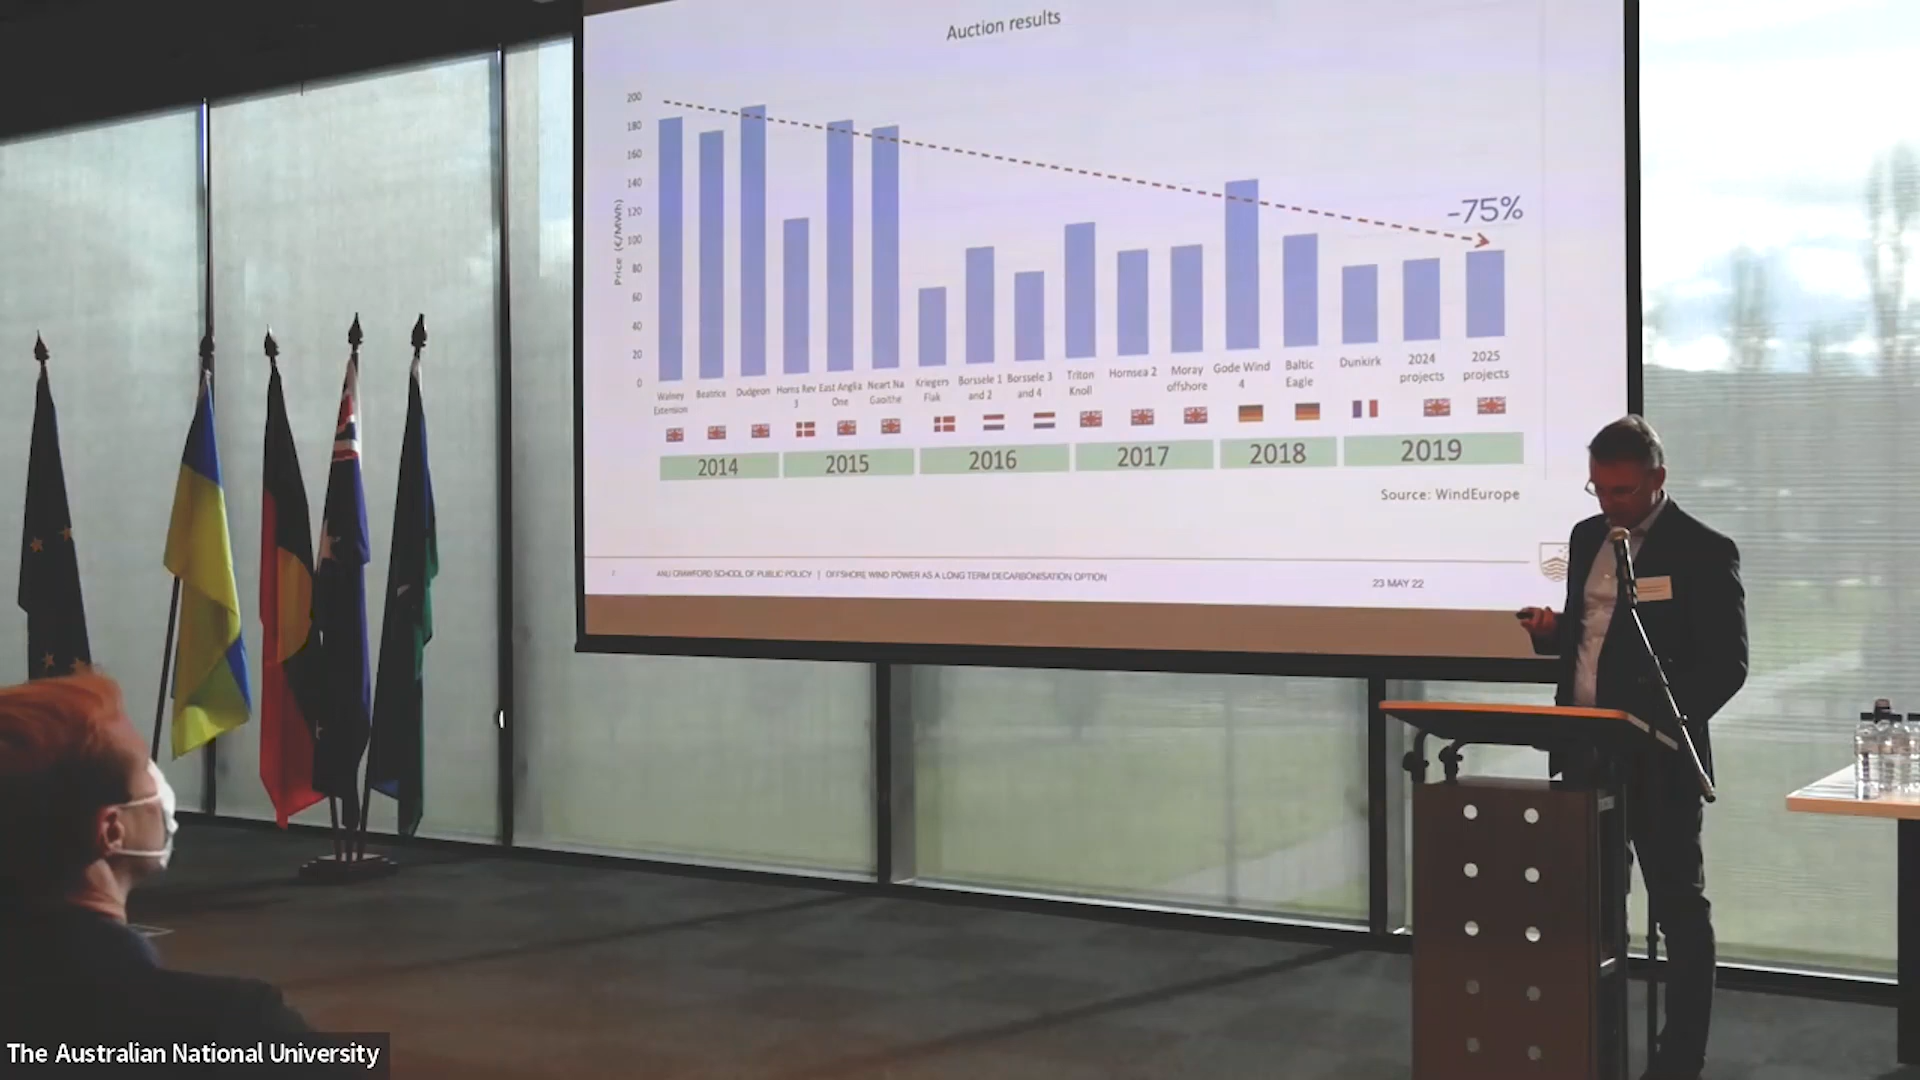 Auction results
200
180
160
140
120
100
80
60
40
20
0
Price (€/MWh)
-75%
Walney Extension
Beatrice
Dudgeon
Horns Rev 3
East Anglia One
Neart Na Gaoithe
Kriegers Flak
Borssele 1 and 2
Borssele 3 and 4
Triton Knoll
Hornsea 2
Moray offshore
Gode Wind 4
Baltic Eagle
Dunkirk
2024 projects
2025 projects
2014
2015
2016
2017
2018
2019
Source: WindEurope
ANU CRAWFORD SCHOOL OF PUBLIC POLICY | OFFSHORE WIND POWER AS A LONG TERM DECARBONISATION OPTION
23 MAY 22
The Australian National University